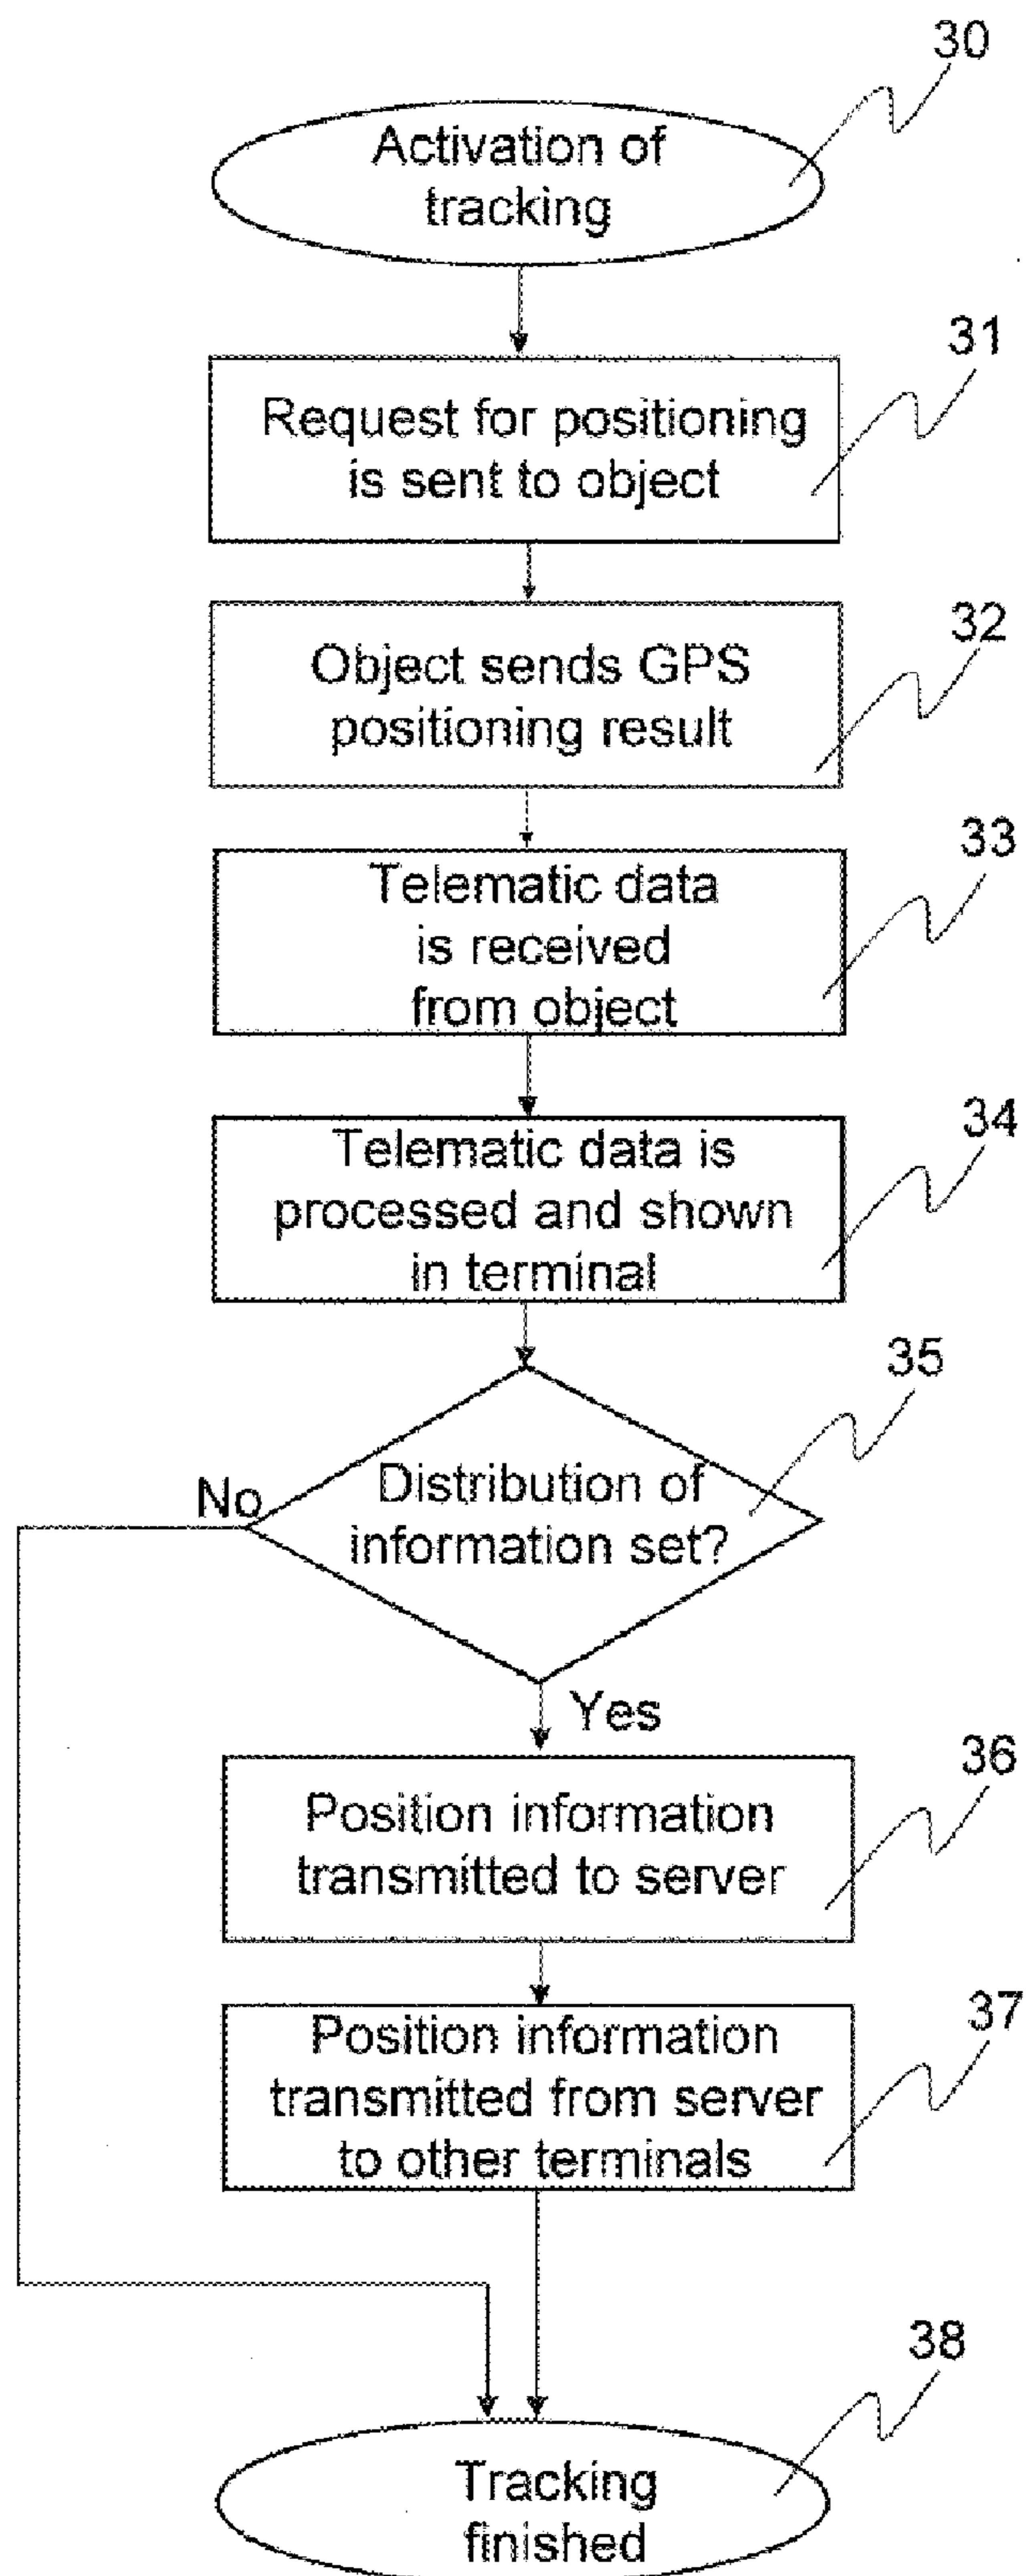 30
Activation of
tracking
31
Request for positioning
is sent to object
32
Object sends GPS
positioning result
33
Telematic data
is received
from object
34
Telematic data is
processed and shown
in terminal
35
Distribution of
information set?
No
Yes
36
Position information
transmitted to server
37
Position information
transmitted from server
to other terminals
38
Tracking
finished